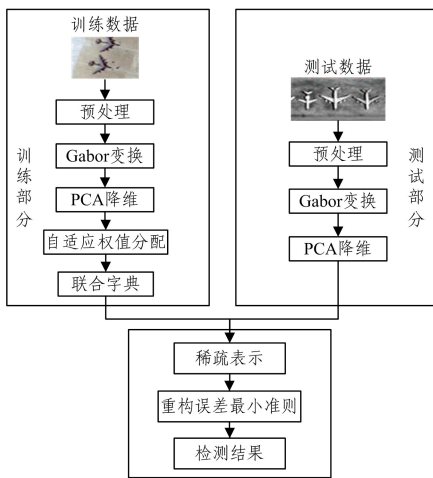 训练数据
预处理
Gabor变换
PCA降维
自适应权值分配
联合字典
训练部分
测试数据
预处理
Gabor变换
PCA降维
测试部分
稀疏表示
重构误差最小准则
检测结果